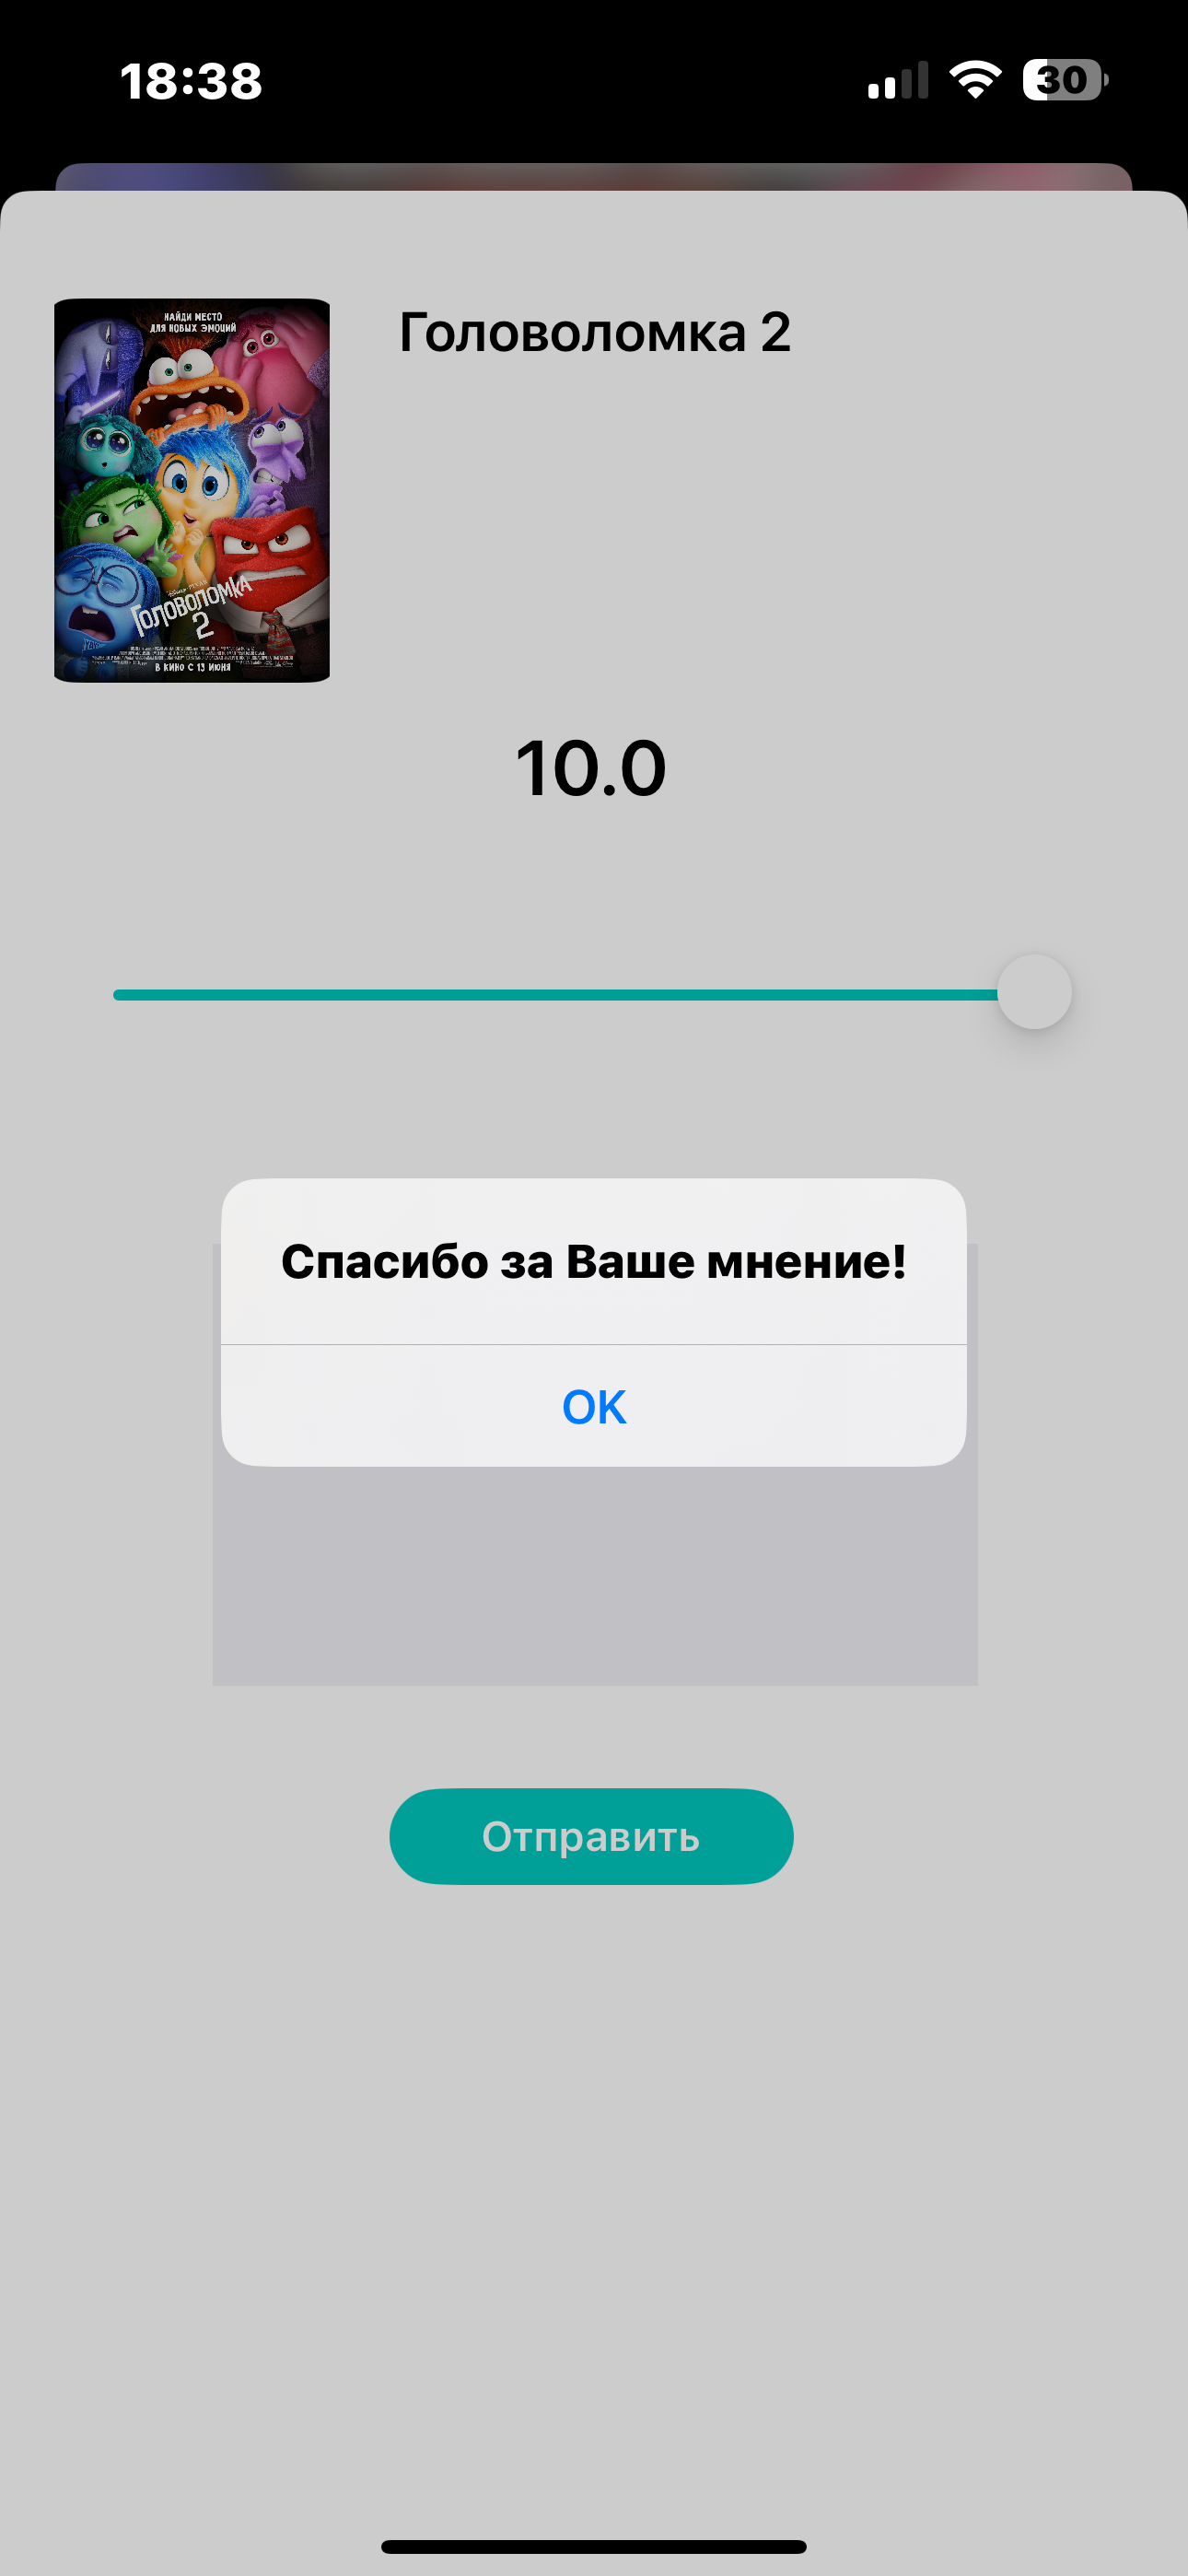 18:38
30
НАЙДИ МЕСТО
ДЛЯ НОВЫХ ЭМОЦИЙ
Головоломка 2
Disney PIXAR
ГОЛОВОЛОМКА
2
В КИНО С 13 ИЮНЯ
10.0
Спасибо за Ваше мнение!
OK
Отправить